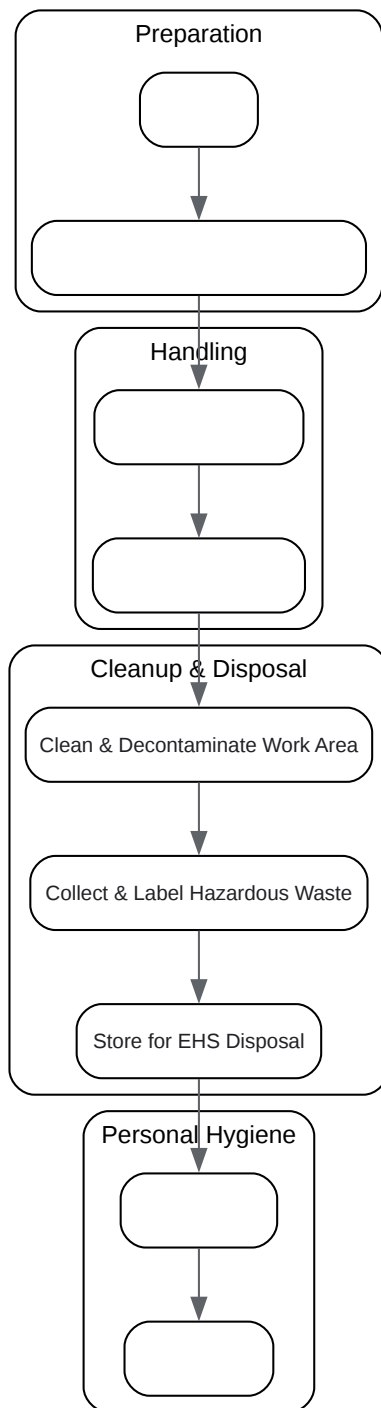 Preparation
Handling
Cleanup & Disposal
Clean & Decontaminate Work Area
Collect & Label Hazardous Waste
Store for EHS Disposal
Personal Hygiene